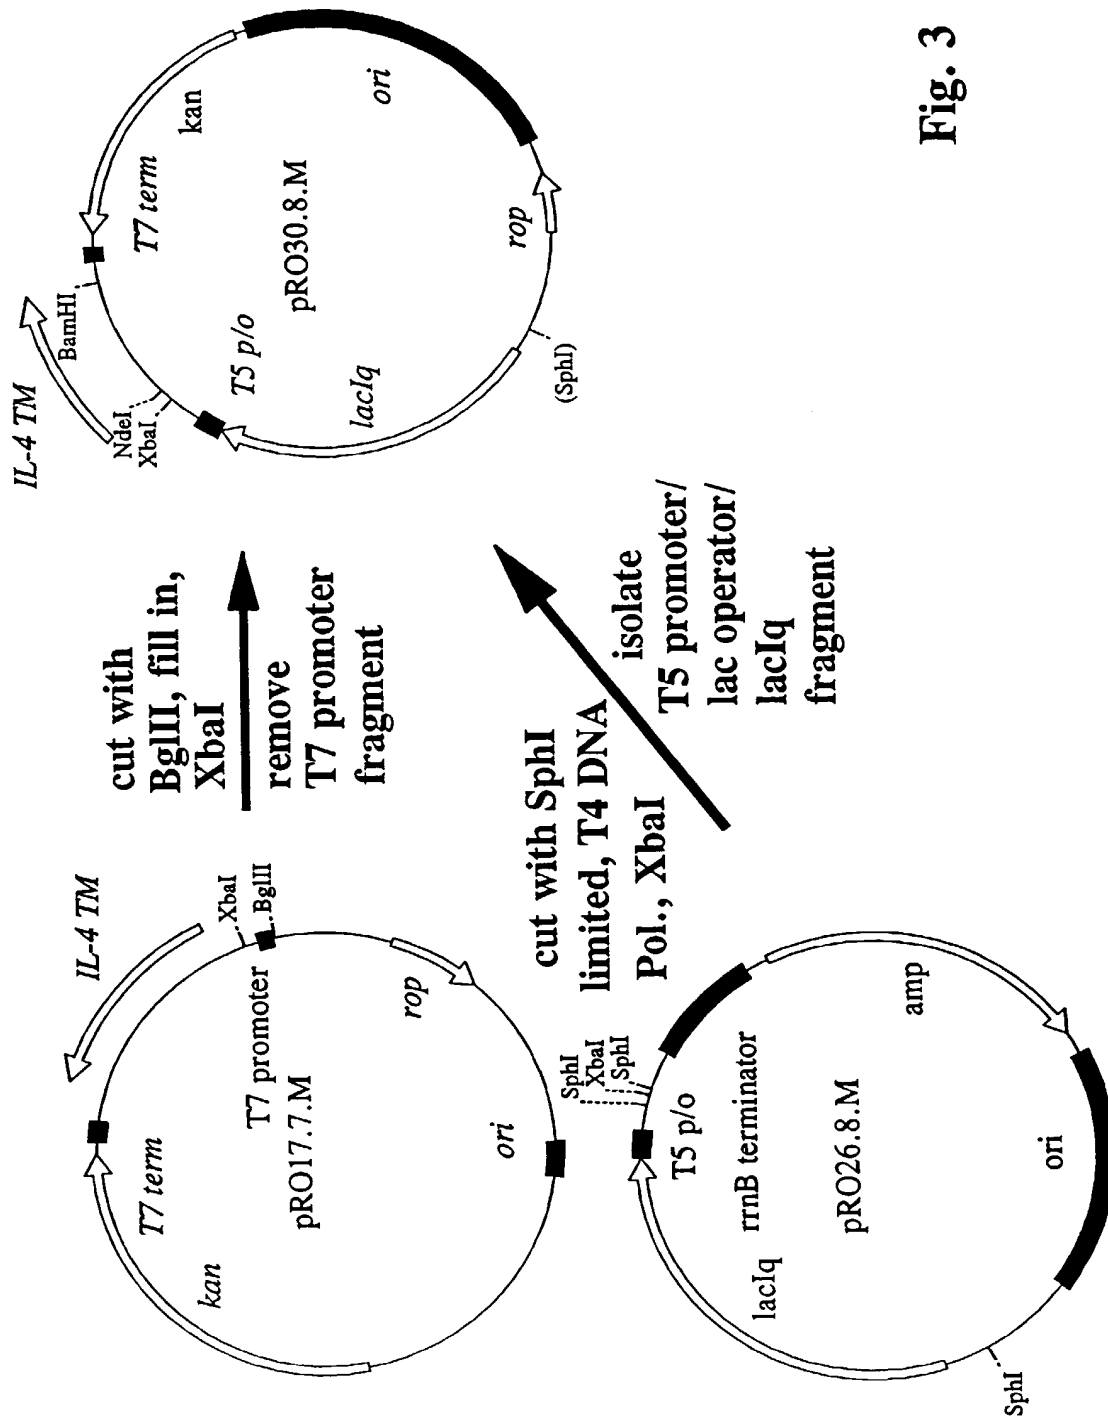 IL-4 TM
XbaI
BglII
T7 promoter
T7 term
kan
pRO17.7.M
rop
ori
cut with
BglII, fill in,
XbaI
remove
T7 promoter
fragment
SphI
XbaI
SphI
T5 p/o
rrnB terminator
lacIq
pRO26.8.M
amp
ori
SphI
cut with SphI
limited, T4 DNA
Pol., XbaI
isolate
T5 promoter/
lac operator/
lacIq
fragment
IL-4 TM
NdeI
XbaI
BamHI
T7 term
kan
T5 p/o
pRO30.8.M
ori
lacIq
rop
(SphI)
Fig. 3